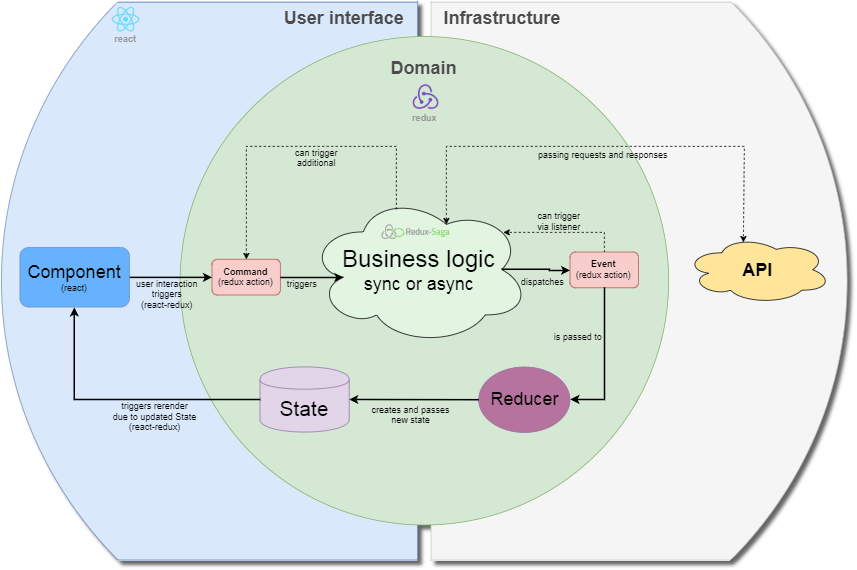 User interface
Infrastructure
react
Domain
redux
can trigger
additional
passing requests and responses
can trigger
via listener
Redux-Saga
Component
(react)
user interaction
triggers
(react-redux)
Command
(redux action)
triggers
Business logic
sync or async
dispatches
Event
(redux action)
API
is passed to
triggers rerender
due to updated State
(react-redux)
State
creates and passes
new state
Reducer